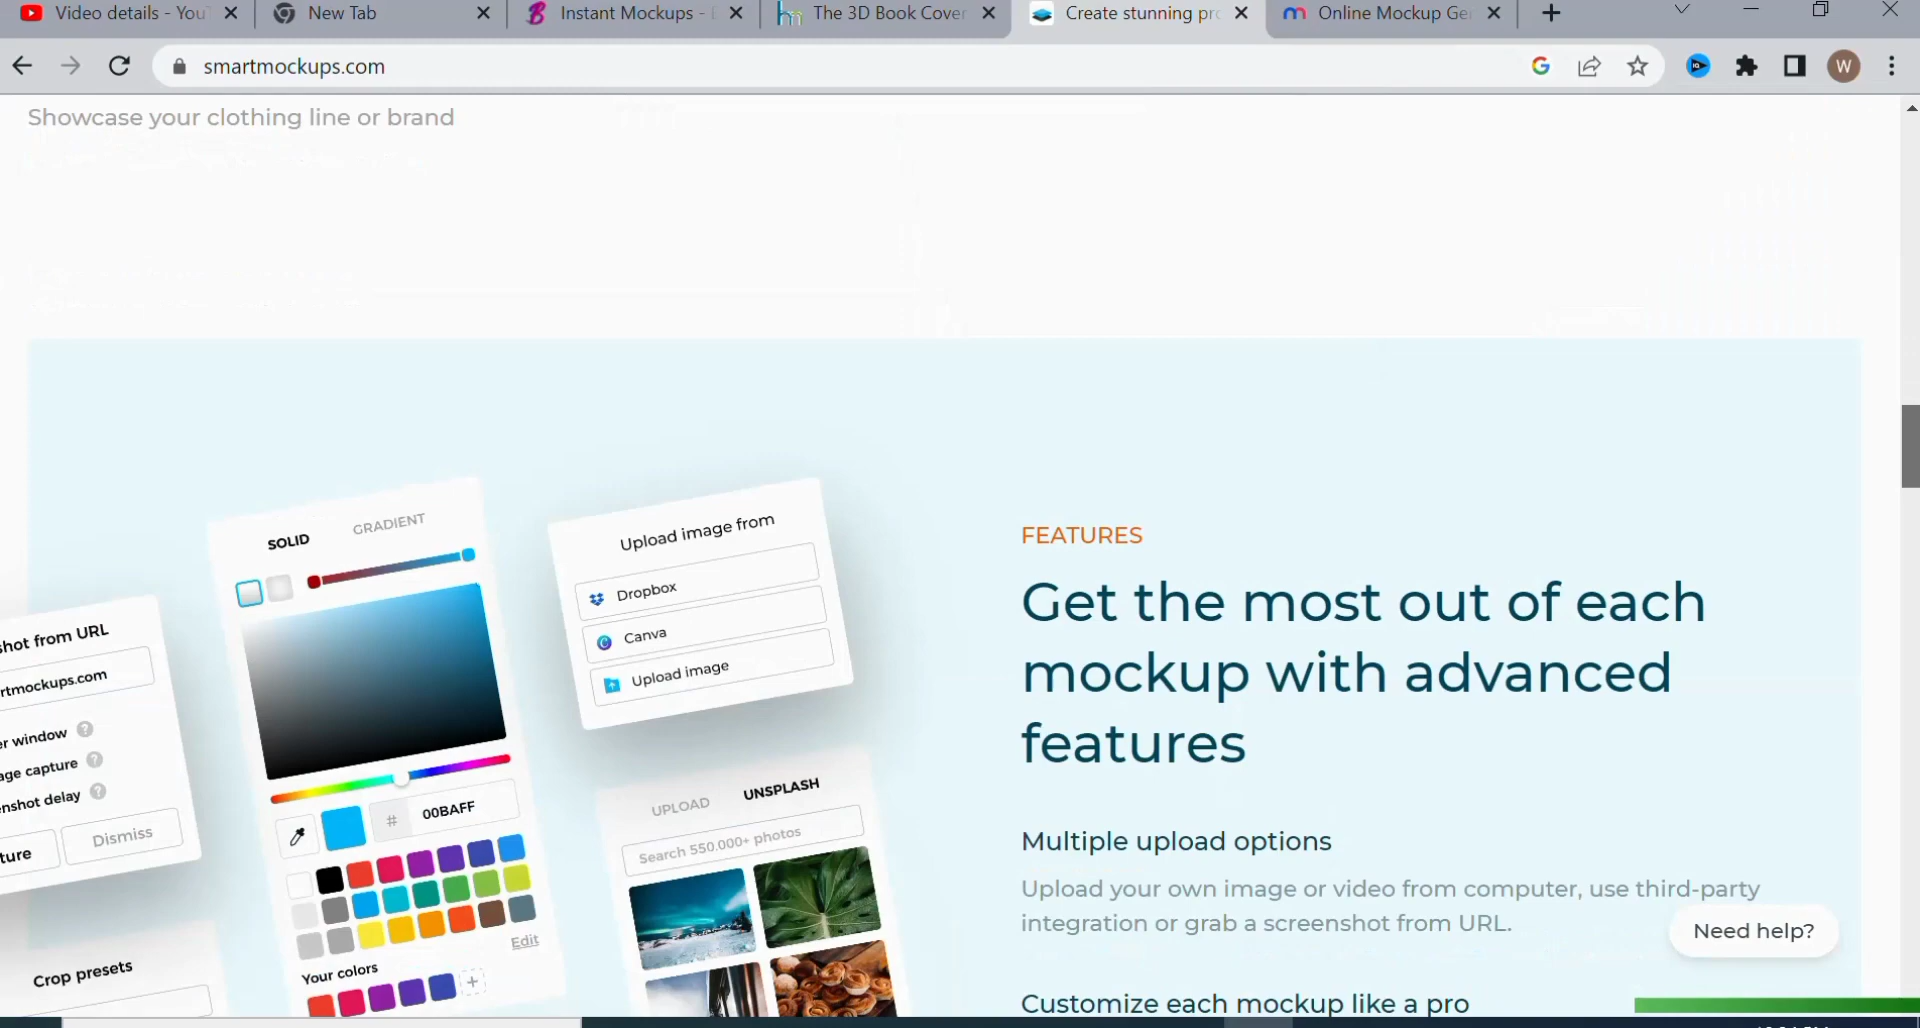 Video details - You
New Tab
Instant Mockups -
The 3D Book Cover
Create stunning pro
Online Mockup Ge
smartmockups.com
W
Showcase your clothing line or brand
SOLID
GRADIENT
00BAFF
#
Edit
Your colors
Upload image from
Dropbox
Canva
Upload image
hot from URL
rtmockups.com
er window
age capture
nshot delay
ture
Dismiss
Crop presets
UPLOAD
UNSPLASH
Search 550.000+ photos
FEATURES
Get the most out of each
mockup with advanced
features
Multiple upload options
Upload your own image or video from computer, use third-party
integration or grab a screenshot from URL.
Need help?
Customize each mockup like a pro